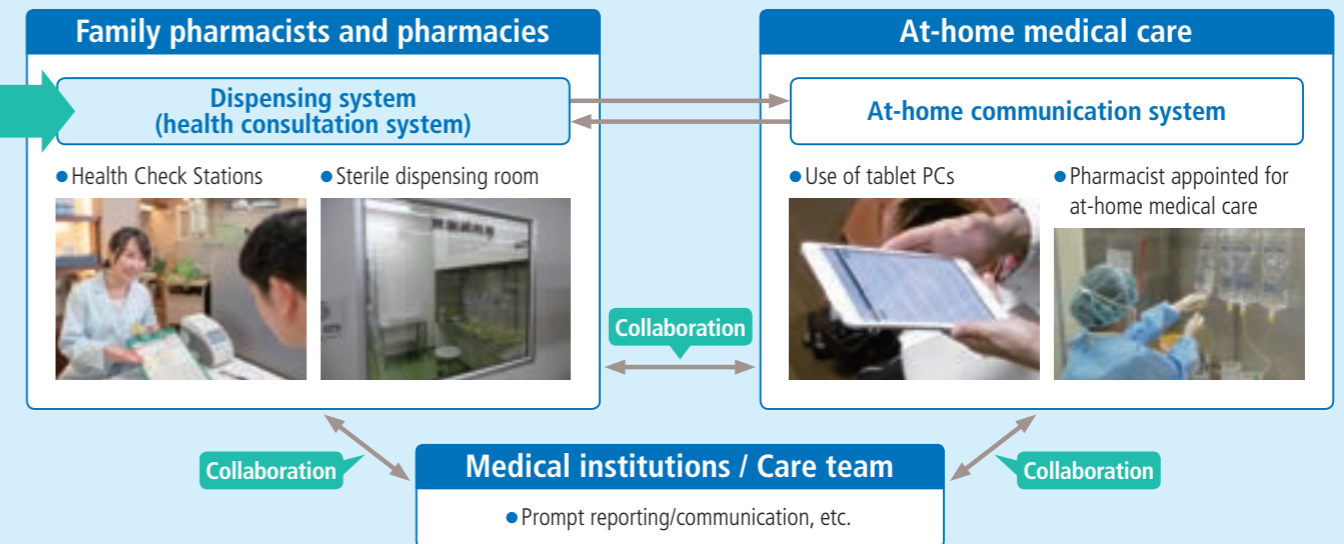 Family pharmacists and pharmacies
Dispensing system
(health consultation system)
● Health Check Stations
● Sterile dispensing room
At-home medical care
At-home communication system
● Use of tablet PCs
● Pharmacist appointed for
at-home medical care
Collaboration
Collaboration
Medical institutions / Care team
● Prompt reporting/communication, etc.
Collaboration